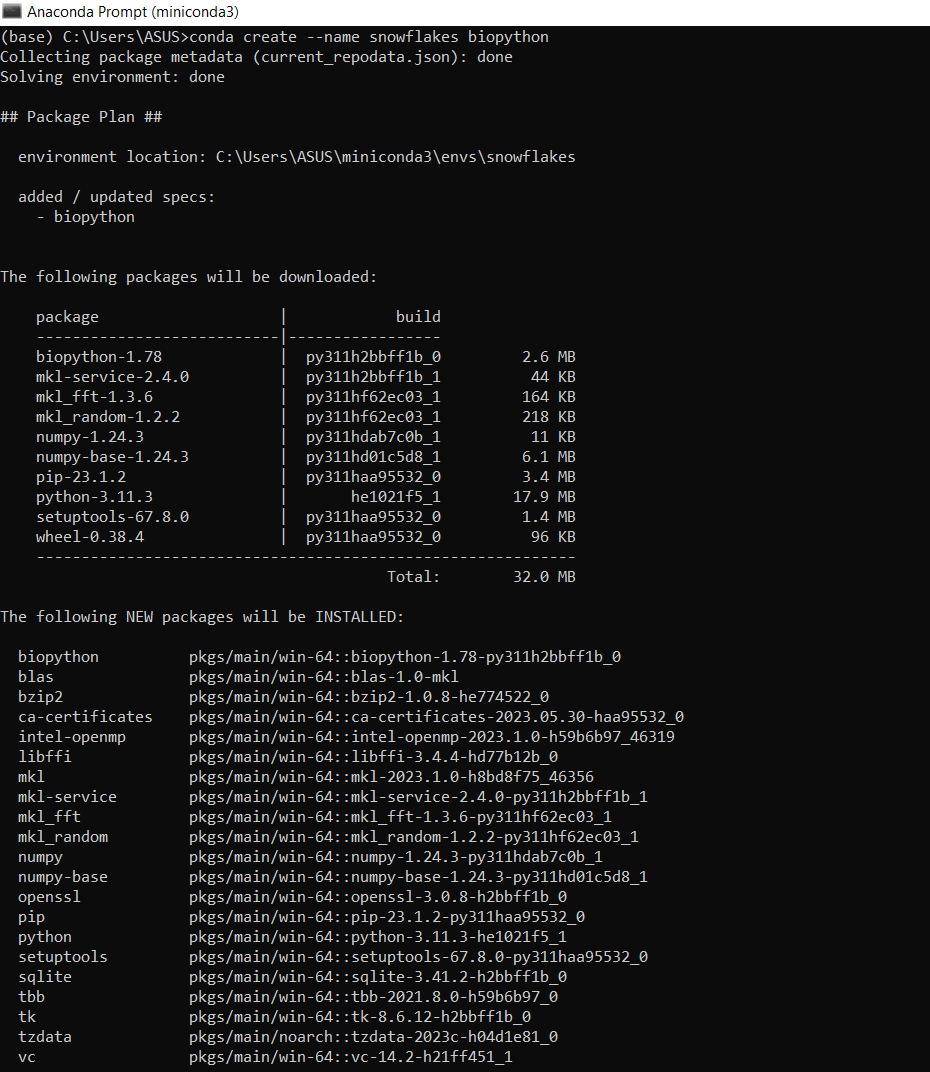 Anaconda Prompt (miniconda3)
(base) C:\Users\ASUS>conda create --name snowflakes biopython
Collecting package metadata (current_repodata.json): done
Solving environment: done
## Package Plan ##
  environment location: C:\Users\ASUS\miniconda3\envs\snowflakes
  added / updated specs:
    - biopython
The following packages will be downloaded:
    package                    |            build
    ---------------------------|-----------------
    biopython-1.78             |  py311h2bbff1b_0         2.6 MB
    mkl-service-2.4.0          |  py311h2bbff1b_1          44 KB
    mkl_fft-1.3.6              |  py311hf62ec03_1         164 KB
    mkl_random-1.2.2           |  py311hf62ec03_1         218 KB
    numpy-1.24.3               |  py311hdab7c0b_1          11 KB
    numpy-base-1.24.3          |  py311hd01c5d8_1         6.1 MB
    pip-23.1.2                 |  py311haa95532_0         3.4 MB
    python-3.11.3              |       he1021f5_1        17.9 MB
    setuptools-67.8.0          |  py311haa95532_0         1.4 MB
    wheel-0.38.4               |  py311haa95532_0          96 KB
    ------------------------------------------------------------
                                           Total:        32.0 MB
The following NEW packages will be INSTALLED:
  biopython          pkgs/main/win-64::biopython-1.78-py311h2bbff1b_0
  blas               pkgs/main/win-64::blas-1.0-mkl
  bzip2              pkgs/main/win-64::bzip2-1.0.8-he774522_0
  ca-certificates    pkgs/main/win-64::ca-certificates-2023.05.30-haa95532_0
  intel-openmp       pkgs/main/win-64::intel-openmp-2023.1.0-h59b6b97_46319
  libffi             pkgs/main/win-64::libffi-3.4.4-hd77b12b_0
  mkl                pkgs/main/win-64::mkl-2023.1.0-h8bd8f75_46356
  mkl-service        pkgs/main/win-64::mkl-service-2.4.0-py311h2bbff1b_1
  mkl_fft            pkgs/main/win-64::mkl_fft-1.3.6-py311hf62ec03_1
  mkl_random         pkgs/main/win-64::mkl_random-1.2.2-py311hf62ec03_1
  numpy              pkgs/main/win-64::numpy-1.24.3-py311hdab7c0b_1
  numpy-base         pkgs/main/win-64::numpy-base-1.24.3-py311hd01c5d8_1
  openssl            pkgs/main/win-64::openssl-3.0.8-h2bbff1b_0
  pip                pkgs/main/win-64::pip-23.1.2-py311haa95532_0
  python             pkgs/main/win-64::python-3.11.3-he1021f5_1
  setuptools         pkgs/main/win-64::setuptools-67.8.0-py311haa95532_0
  sqlite             pkgs/main/win-64::sqlite-3.41.2-h2bbff1b_0
  tbb                pkgs/main/win-64::tbb-2021.8.0-h59b6b97_0
  tk                 pkgs/main/win-64::tk-8.6.12-h2bbff1b_0
  tzdata             pkgs/main/noarch::tzdata-2023c-h04d1e81_0
  vc                 pkgs/main/win-64::vc-14.2-h21ff451_1